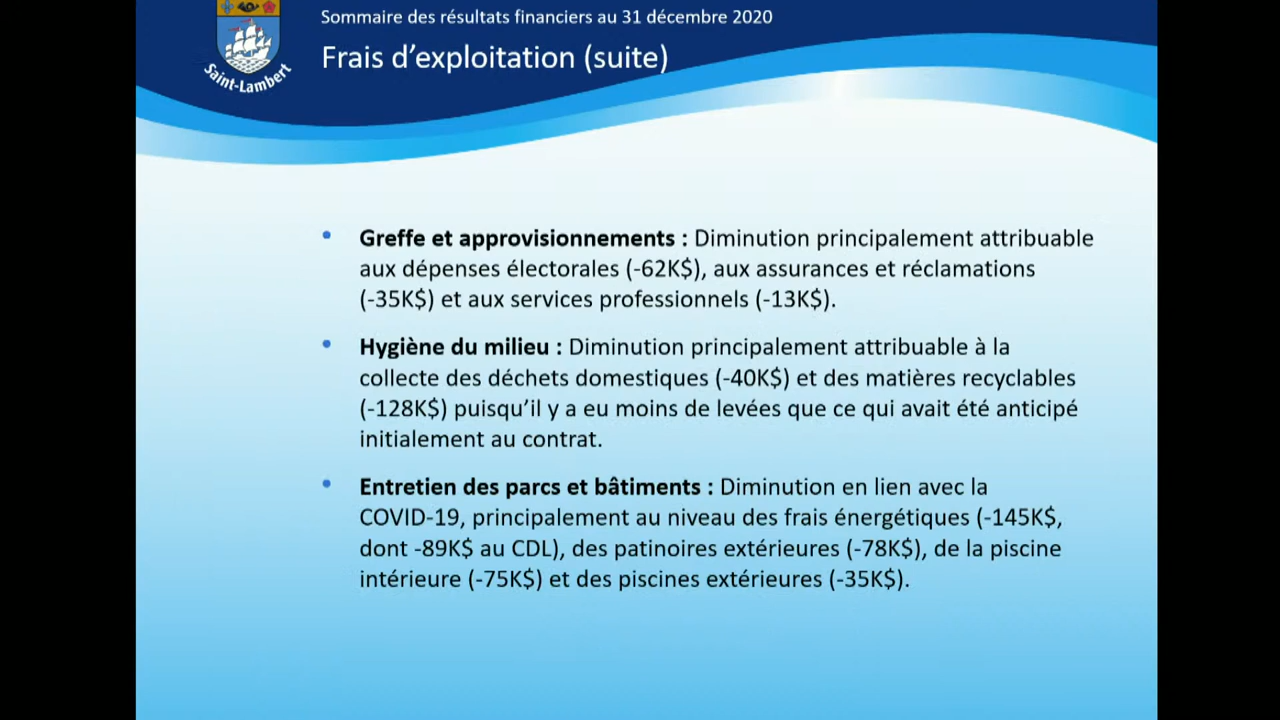 Sommaire des résultats financiers au 31 décembre 2020
Frais d'exploitation (suite)
Saint-Lambert
• Greffe et approvisionnements : Diminution principalement attribuable
aux dépenses électorales (-62K$), aux assurances et réclamations
(-35K$) et aux services professionnels (-13K$).
• Hygiène du milieu : Diminution principalement attribuable à la
collecte des déchets domestiques (-40K$) et des matières recyclables
(-128K$) puisqu'il y a eu moins de levées que ce qui avait été anticipé
initialement au contrat.
• Entretien des parcs et bâtiments : Diminution en lien avec la
COVID-19, principalement au niveau des frais énergétiques (-145K$,
dont -89K$ au CDL), des patinoires extérieures (-78K$), de la piscine
intérieure (-75K$) et des piscines extérieures (-35K$).